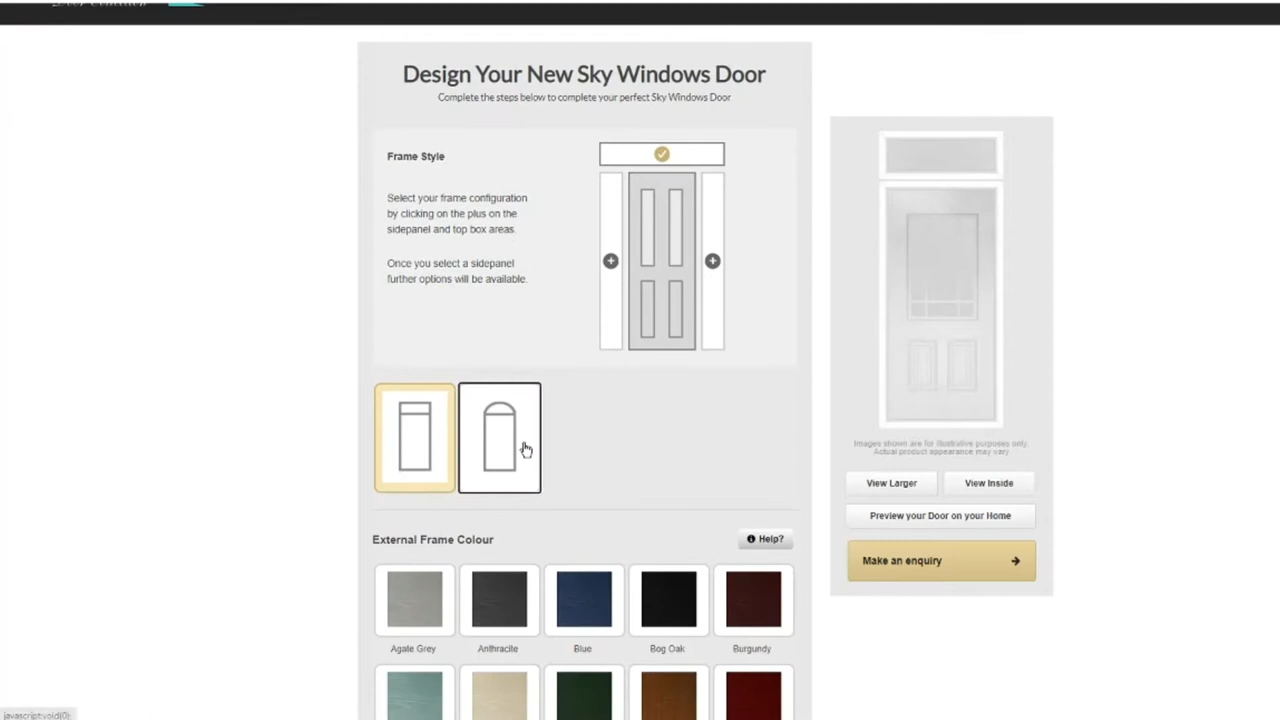 Design Your New Sky Windows Door
Complete the steps below to complete your perfect Sky Windows Door
Frame Style
Select your frame configuration
by clicking on the plus on the
sidepanel and top box areas.
Once you select a sidepanel
further options will be available.
Images shown are for illustrative purposes only.
Actual product appearance may vary
View Larger
View Inside
Preview your Door on your Home
Make an enquiry
External Frame Colour
Help?
Agate Grey
Anthracite
Blue
Bog Oak
Burgundy
javascript:void(0);